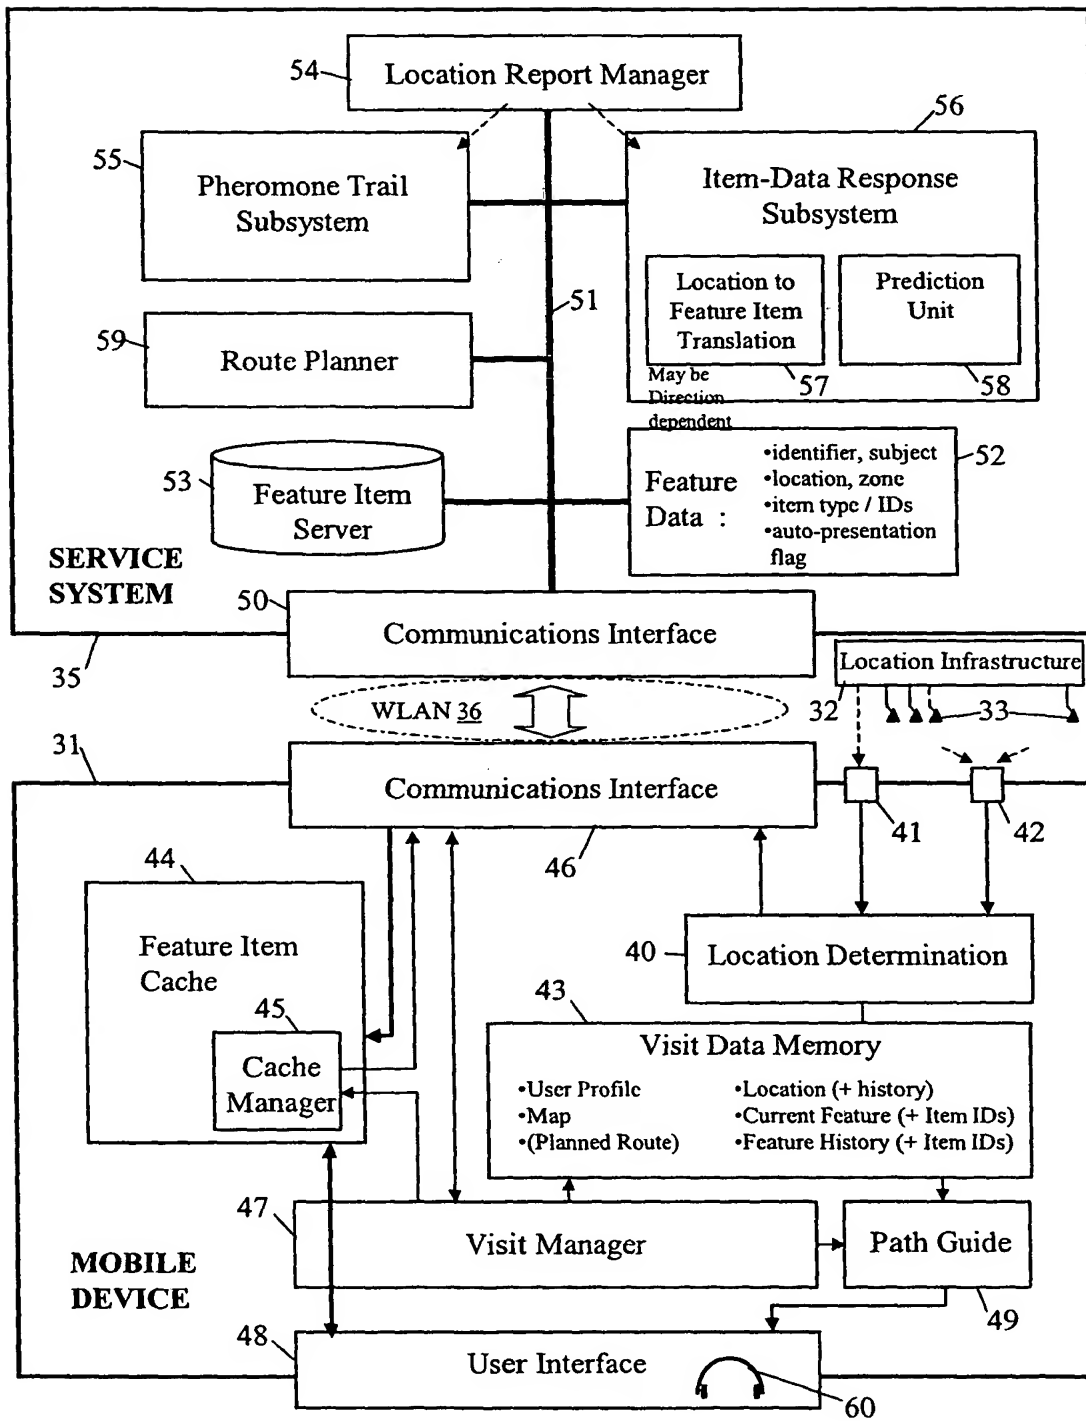 54
Location Report Manager
56
55
Pheromone Trail
Subsystem
Item-Data Response
Subsystem
Location to
Feature Item
Translation
Prediction
Unit
51
59
Route Planner
57
58
May be
Direction
dependent
53
Feature Item
Server
Feature
Data :
•identifier, subject
•location, zone
•item type / IDs
•auto-presentation
flag
52
SERVICE
SYSTEM
50
Communications Interface
35
Location Infrastructure
32
33
WLAN 36
31
Communications Interface
41
42
46
44
Feature Item
Cache
40
Location Determination
45
Cache
Manager
43
Visit Data Memory
•User Profile
•Map
•(Planned Route)
•Location (+ history)
•Current Feature (+ Item IDs)
•Feature History (+ Item IDs)
47
Visit Manager
Path Guide
MOBILE
DEVICE
49
48
User Interface
60